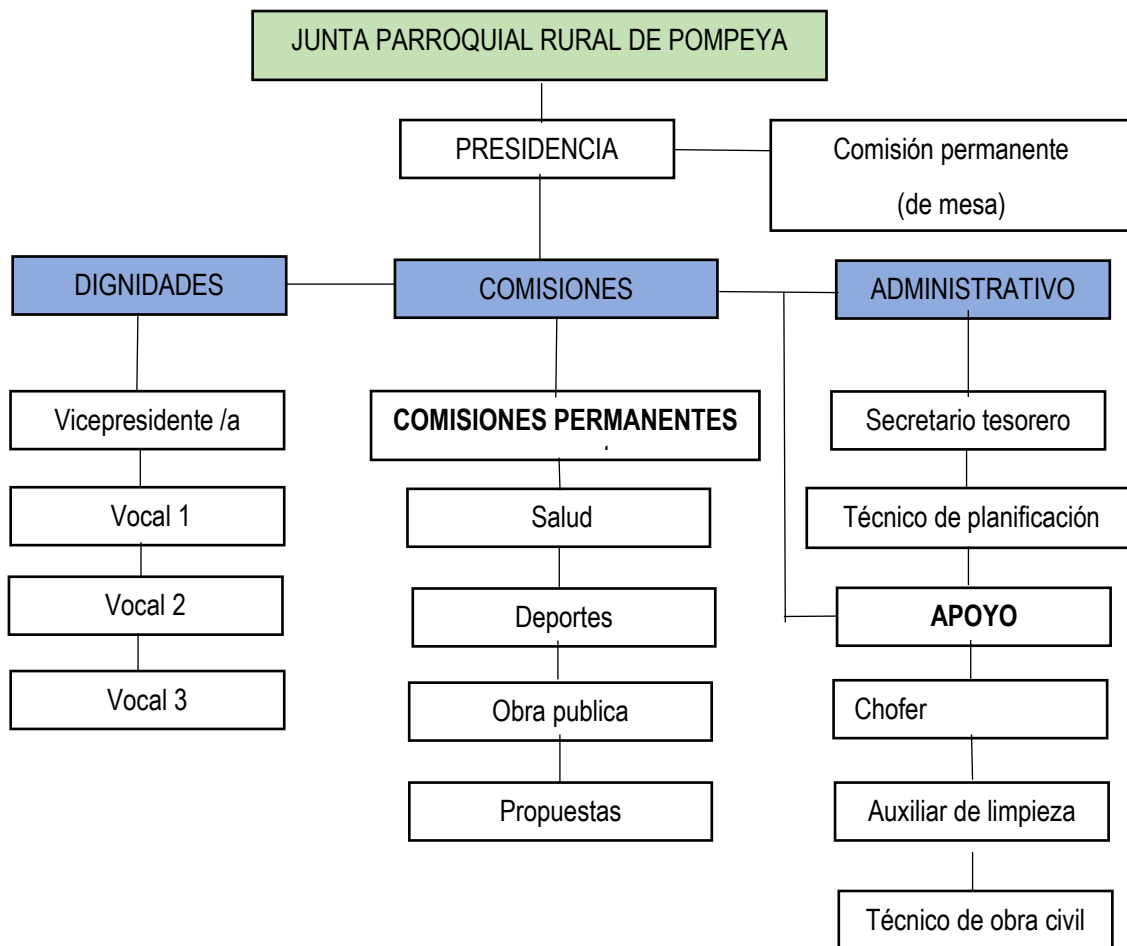 JUNTA PARROQUIAL RURAL DE POMPEYA
PRESIDENCIA
Comisión permanente
(de mesa)
DIGNIDADES
COMISIONES
ADMINISTRATIVO
Vicepresidente /a
Vocal 1
Vocal 2
Vocal 3
COMISIONES PERMANENTES
Salud
Deportes
Obra publica
Propuestas
Secretario tesorero
Técnico de planificación
APOYO
Chofer
Auxiliar de limpieza
Técnico de obra civil